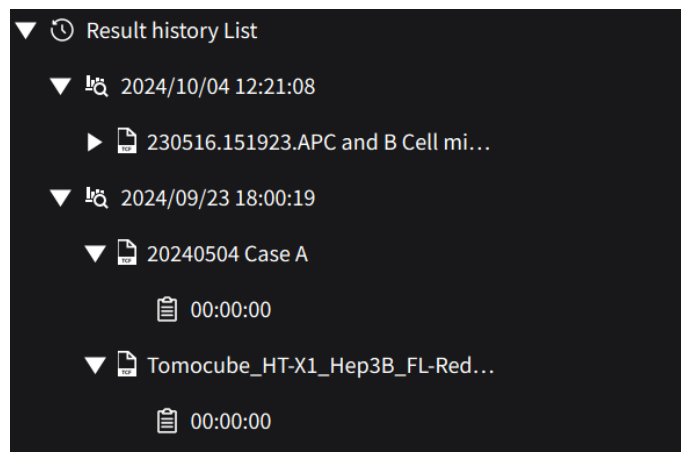 Result history List
2024/10/04 12:21:08
230516.151923.APC and B Cell mi...
2024/09/23 18:00:19
20240504 Case A
00:00:00
Tomocube_HT-X1_Hep3B_FL-Red...
00:00:00